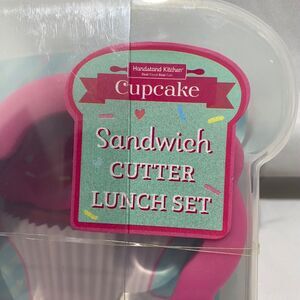 Handstand Kitchen
Real Food Real Fun
Cupcake
Sandwich
CUTTER
LUNCH SET